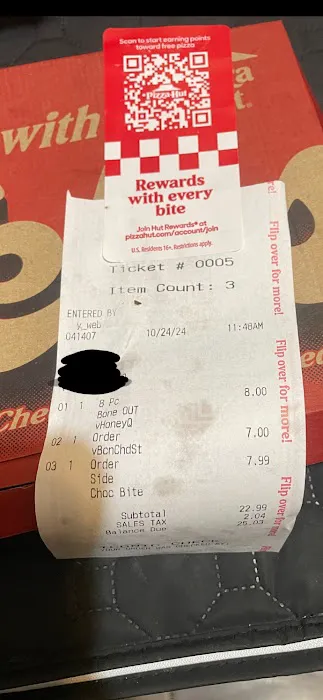 Scan to start earning points
toward free pizza
Pizza Hut
Rewards
with every
bite
Join Hut Rewards® at
pizzahut.com/account/join
U.S. Residents 16+. Restrictions apply.
with
Ticket # 0005
Item Count: 3
ENTERED BY
y_web
041407 10/24/24 11:48AM
01 1 8 Pc 8.00
Bone OUT
vHoneyQ
02 1 Order 7.00
vBcnChdSt
03 1 Order 7.99
Side
Choc Bite
Subtotal 22.99
SALES TAX 2.04
Balance Due 25.03
Flip over for more!
Flip over for more!
Flip over for